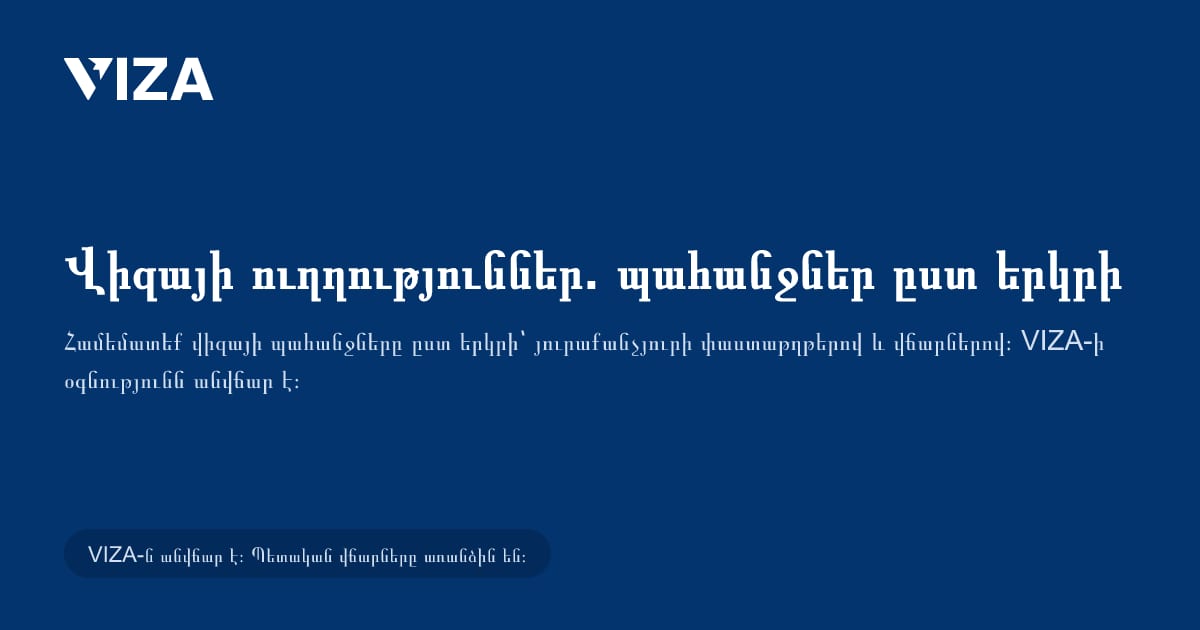 VIZA
Վիզայի ուղղություններ. պահանջներ ըստ երկրի
Համեմատեք վիզայի պահանջները ըստ երկրի՝ յուրաքանչյուրի փաստաթղթերով և վճարներով: VIZA-ի
օգնությունն անվճար է:
VIZA-ն անվճար է: Պետական վճարները առանձին են: